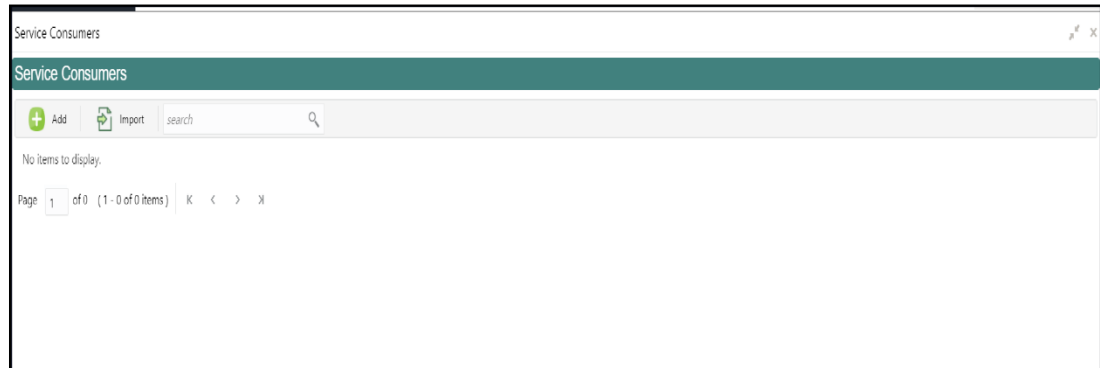 Service Consumers
Service Consumers
Add Import search
No items to display.
Page 1 of 0 ( 1 - 0 of 0 items )